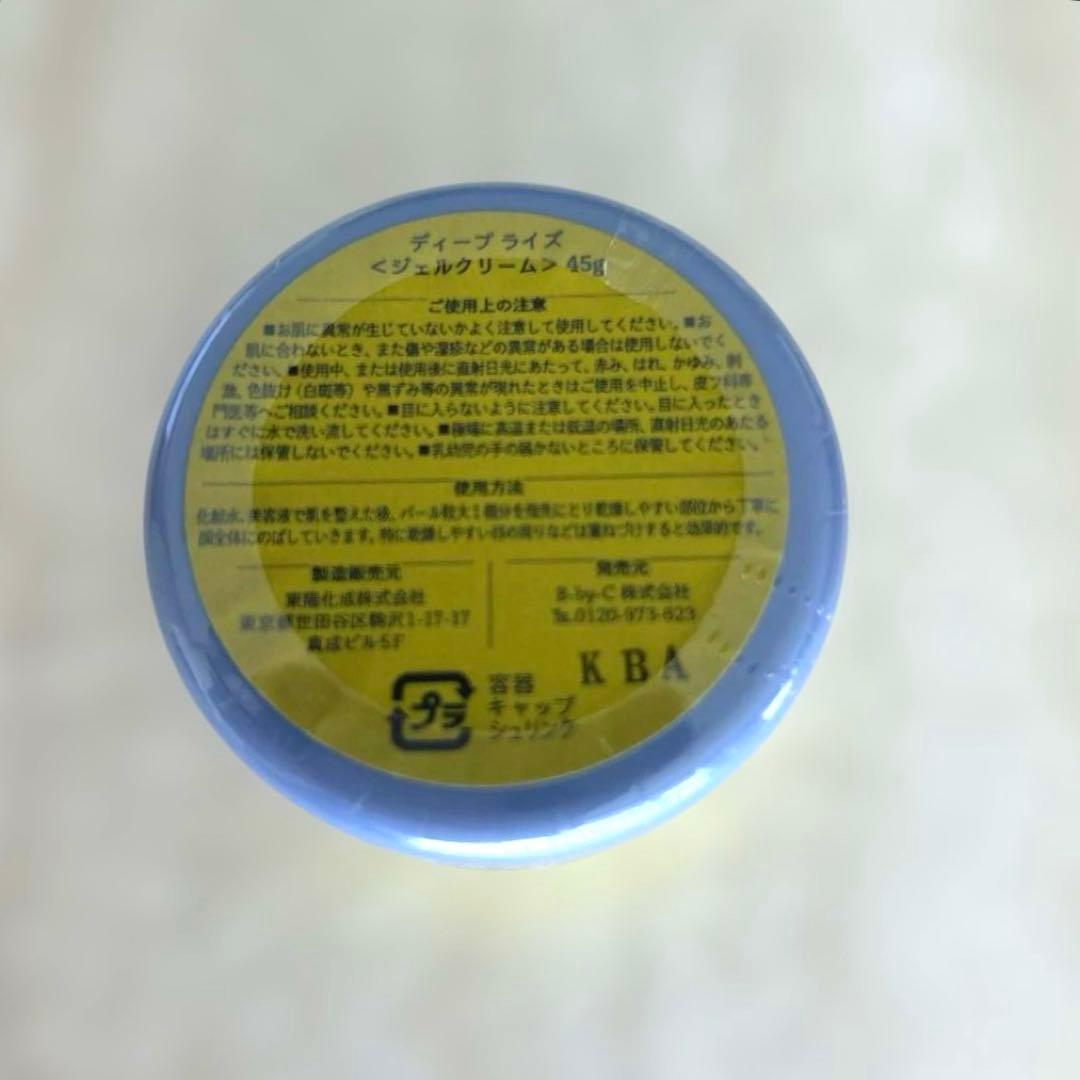 ディープ ライズ
＜ジェルクリーム＞ 45g
ご使用上の注意
■お肌に異常が生じていないかよく注意して使用してください。■お
肌に合わないとき、また傷や湿疹などの異常がある場合は使用しないでく
ださい。■使用中、または使用後に直射日光にあたって、赤み、はれ、かゆみ、刺
激、色抜け（白斑等）や黒ずみ等の異常が現れたときはご使用を中止し、皮フ科専
門医等へご相談ください。■目に入らないように注意してください。目に入ったとき
はすぐに水で洗い流してください。■極端に高温または低温の場所、直射日光のあたる
場所には保管しないでください。■乳幼児の手の届かないところに保管してください。
使用方法
化粧水、美容液で肌を整えた後、パール粒大1個分を指先にとり乾燥しやすい部位から丁寧に
顔全体にのばしていきます。特に乾燥しやすい目の周りなどは重ねづけすると効果的です。
製造販売元
東陽化成株式会社
東京都世田谷区駒沢1-17-17
真成ビル5F
発売元
B-by-C 株式会社
℡.0120-973-623
KBA
プラ
容器
キャップ
シュリンク